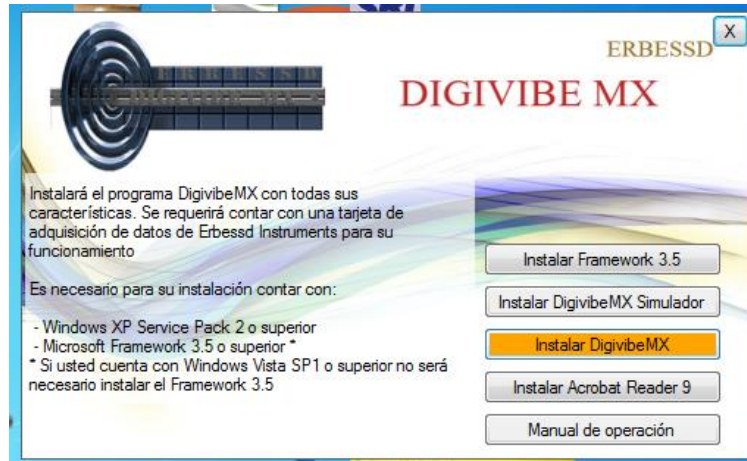 X
ERBESSD
DIGIVIBE MX
Instalará el programa DigivibeMX con todas sus
características. Se requerirá contar con una tarjeta de
adquisición de datos de Erbessd Instruments para su
funcionamiento
Es necesario para su instalación contar con:
- Windows XP Service Pack 2 o superior
- Microsoft Framework 3.5 o superior *
* Si usted cuenta con Windows Vista SP1 o superior no será
necesario instalar el Framework 3.5
Instalar Framework 3.5
Instalar DigivibeMX Simulador
Instalar DigivibeMX
Instalar Acrobat Reader 9
Manual de operación